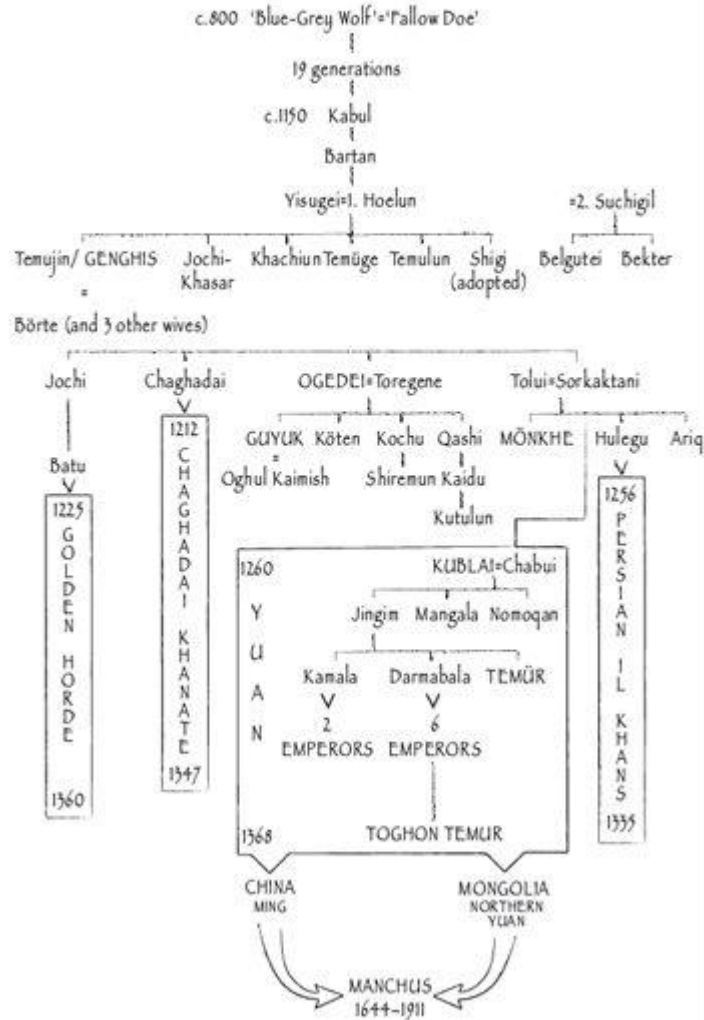 c.800 'Blue-Grey Wolf'='Fallow Doe'
19 generations
c.1150 Kabul
Bartan
Yisugei=1. Hoelun =2. Suchigil
Temujin/ GENGHIS Jochi- Khachiun Temüge Temulun Shigi Belgutei Bekter
Khasar (adopted)
=
Börte (and 3 other wives)
Jochi Chaghadai OGEDEI=Toregene Tolui=Sorkaktani
GUYUK Köten Kochu Qashi MÖNKHE Hulegu Ariq
=
Oghul Kaimish Shiremun Kaidu
Kutulun
Batu
1225
GOLDEN HORDE
1360
1212
CHAGHADAI KHANATE
1347
1260
YUAN
1368
KUBLAI=Chabui
Jingim Mangala Nomoqan
Kamala Darmabala TEMÜR
2 6
EMPERORS EMPERORS
TOGHON TEMUR
1256
PERSIAN IL KHANS
1335
CHINA MONGOLIA
MING NORTHERN
YUAN
MANCHUS
1644–1911